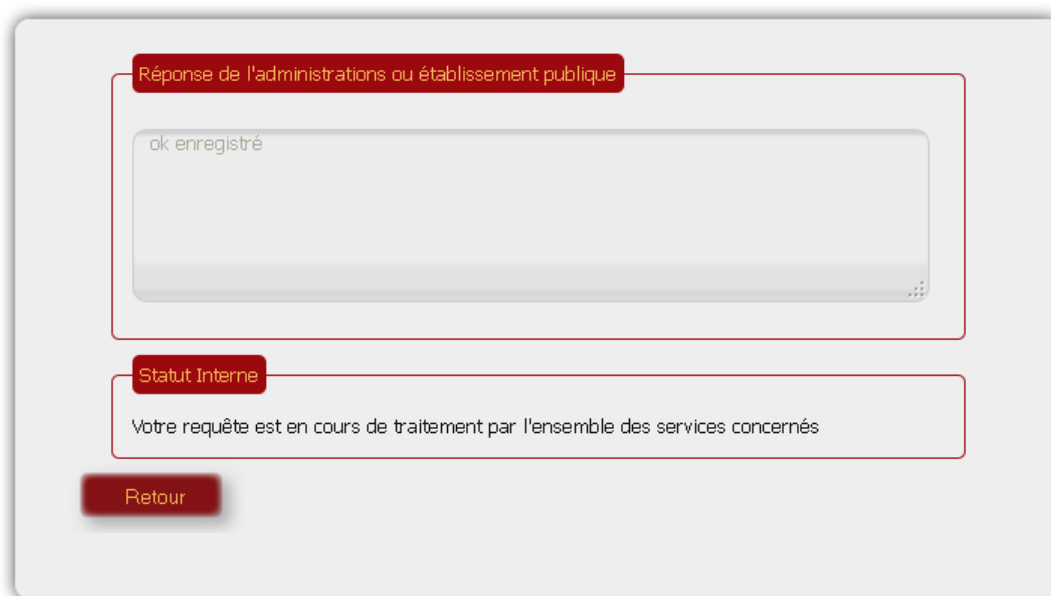 Réponse de l'administrations ou établissement publique
ok enregistré
Statut Interne
Votre requête est en cours de traitement par l'ensemble des services concernés
Retour